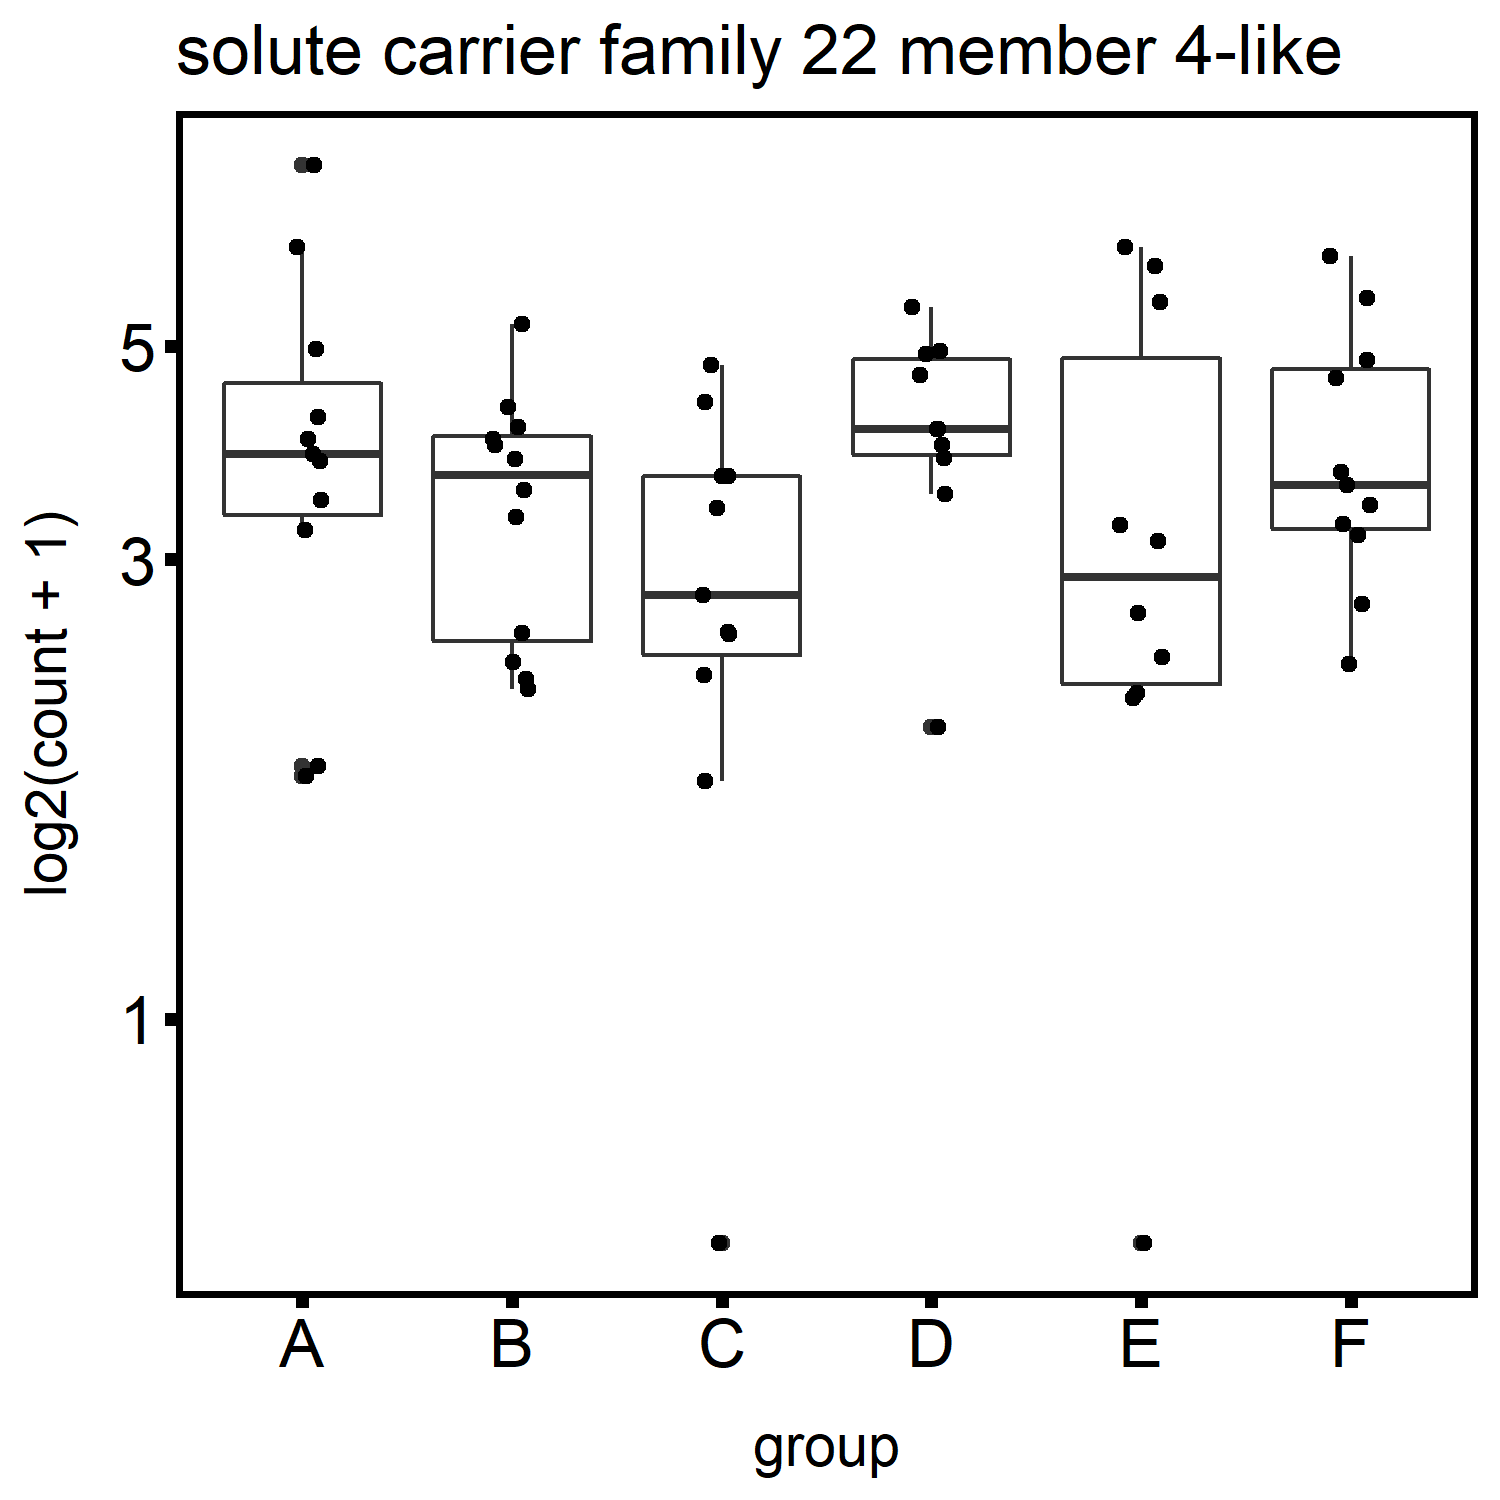 solute carrier family 22 member 4-like
log2(count + 1)
5
3
1
A B C D E F
group